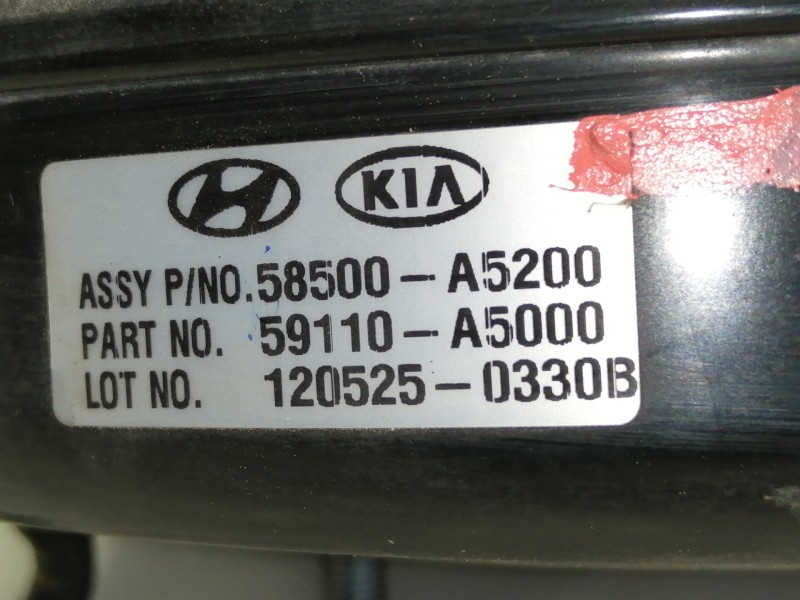 KIA
ASSY P/NO. 58500-A5200
PART NO. 59110-A5000
LOT NO. 120525-0330B